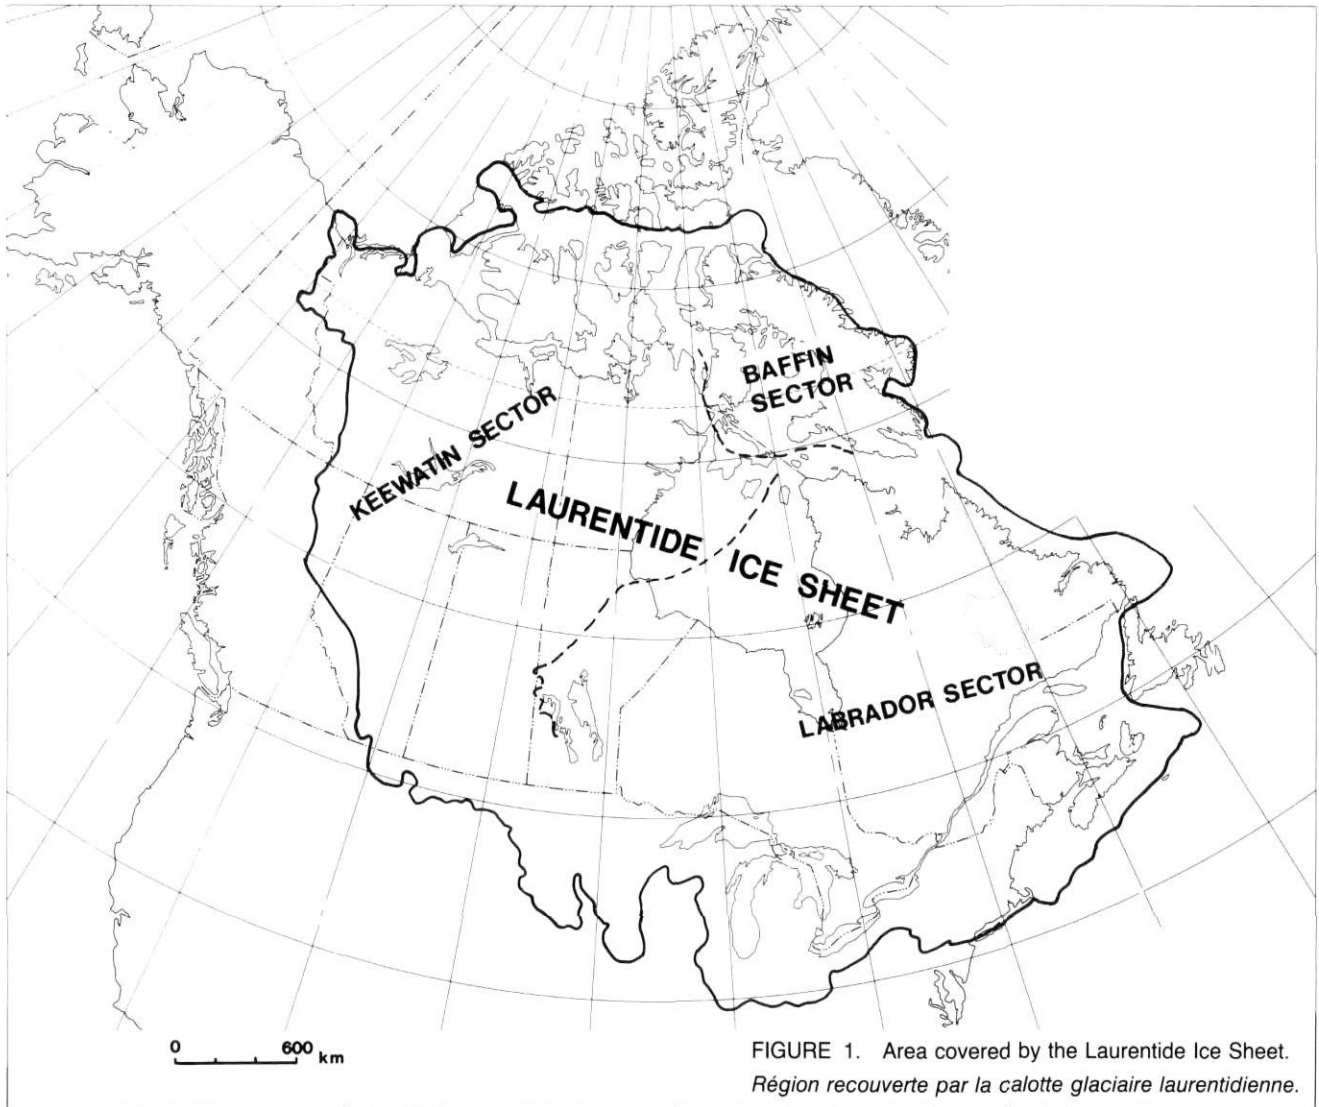 BAFFIN
SECTOR
KEEWATIN SECTOR
LAURENTIDE ICE SHEET
LABRADOR SECTOR
0 600 km
FIGURE 1. Area covered by the Laurentide Ice Sheet.
Région recouverte par la calotte glaciaire laurentidienne.